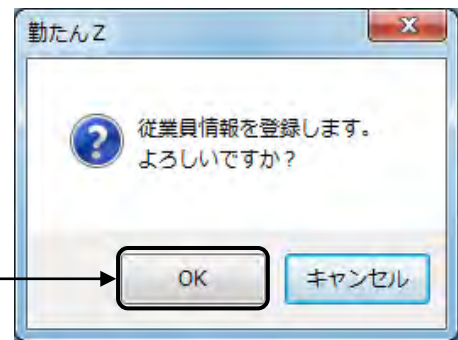 勤たんZ
従業員情報を登録します。
よろしいですか？
OK
キャンセル